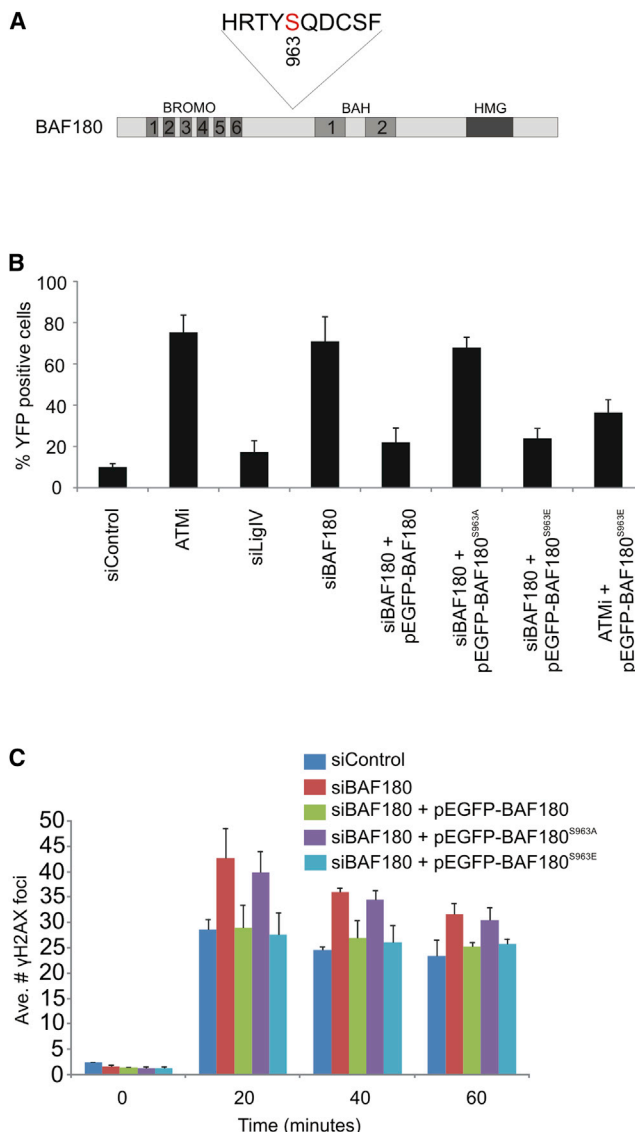 A
HRTYSQDCSF
963
BROMO
BAH
HMG
BAF180
1 2 3 4 5 6
1 2
B
% YFP positive cells
100
80
60
40
20
0
siControl
ATMi
siLigIV
siBAF180
siBAF180 +
pEGFP-BAF180
siBAF180 +
pEGFP-BAF180S963A
siBAF180 +
pEGFP-BAF180S963E
ATMi +
pEGFP-BAF180S963E
C
siControl
siBAF180
siBAF180 + pEGFP-BAF180
siBAF180 + pEGFP-BAF180S963A
siBAF180 + pEGFP-BAF180S963E
Ave. # γH2AX foci
50
45
40
35
30
25
20
15
10
5
0
0 20 40 60
Time (minutes)